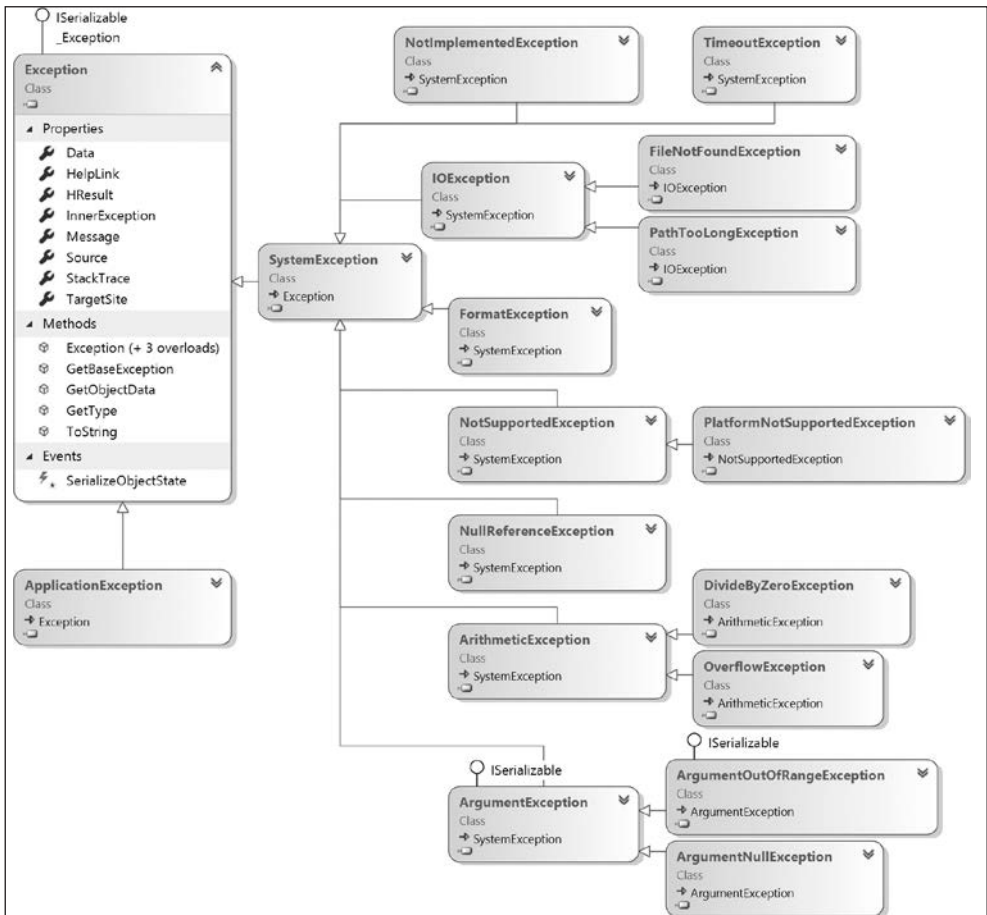 ISerializable
_Exception
Exception
Class
Properties
Data
HelpLink
HResult
InnerException
Message
Source
StackTrace
TargetSite
Methods
Exception (+ 3 overloads)
GetBaseException
GetObjectData
GetType
ToString
Events
SerializeObjectState
ApplicationException
Class
Exception
SystemException
Class
Exception
NotImplementedException
Class
SystemException
TimeoutException
Class
SystemException
IOException
Class
SystemException
FileNotFoundException
Class
IOException
PathTooLongException
Class
IOException
FormatException
Class
SystemException
NotSupportedException
Class
SystemException
PlatformNotSupportedException
Class
NotSupportedException
NullReferenceException
Class
SystemException
ArithmeticException
Class
SystemException
DivideByZeroException
Class
ArithmeticException
OverflowException
Class
ArithmeticException
ISerializable
ArgumentException
Class
SystemException
ISerializable
ArgumentOutOfRangeException
Class
ArgumentException
ArgumentNullException
Class
ArgumentException